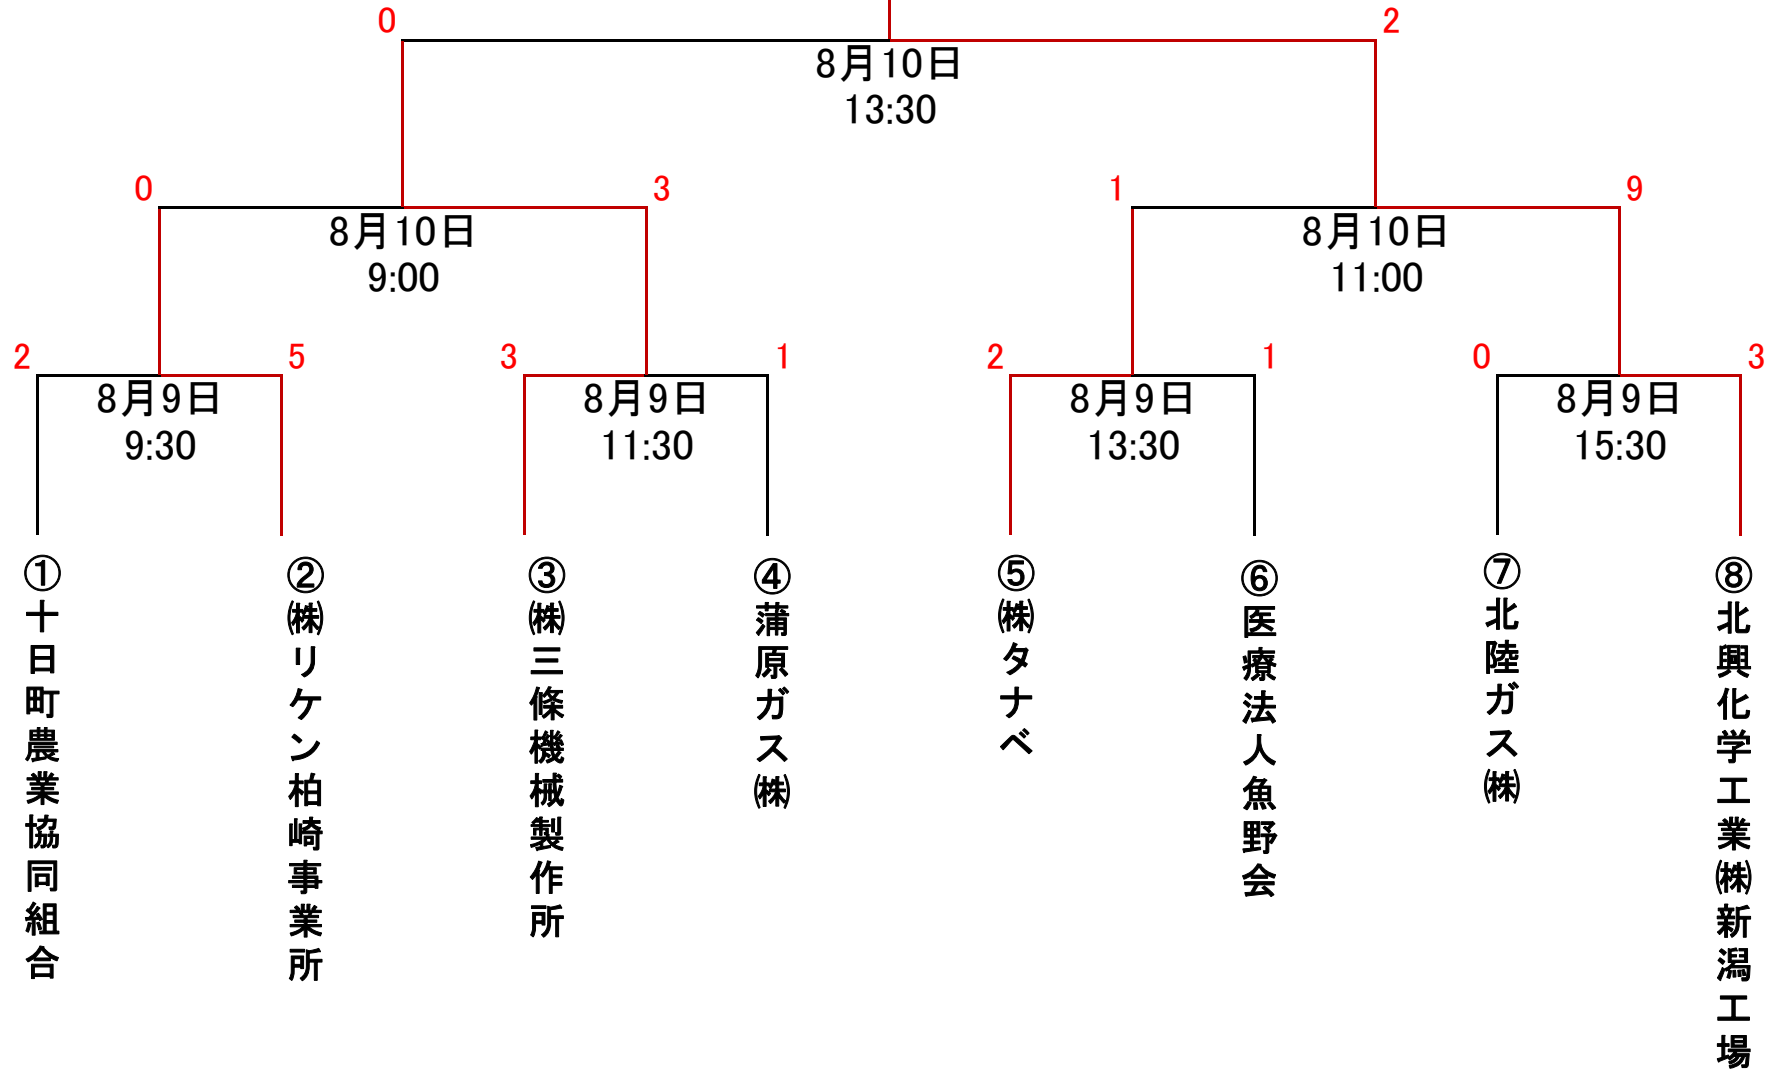 0
2
8月10日
13:30
0
3
1
9
8月10日
9:00
8月10日
11:00
2
5
3
1
2
1
0
3
8月9日
9:30
8月9日
11:30
8月9日
13:30
8月9日
15:30
①十日町農業協同組合
②㈱リケン柏崎事業所
③㈱三條機械製作所
④蒲原ガス㈱
⑤㈱タナベ
⑥医療法人魚野会
⑦北陸ガス㈱
⑧北興化学工業㈱新潟工場